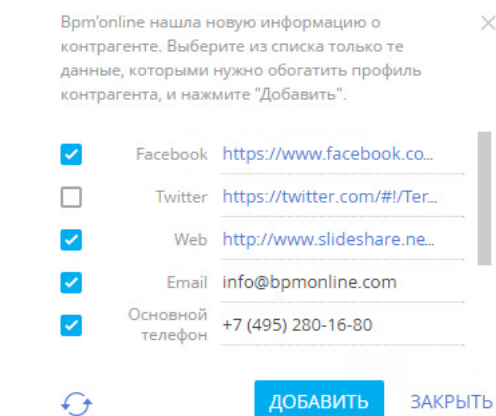 Bpm'online нашла новую информацию о
контрагенте. Выберите из списка только те
данные, которыми нужно обогатить профиль
контрагента, и нажмите "Добавить".
Facebook https://www.facebook.co...
Twitter https://twitter.com/#!/Ter...
Web http://www.slideshare.ne...
Email info@bpmonline.com
Основной
телефон +7 (495) 280-16-80
ДОБАВИТЬ ЗАКРЫТЬ